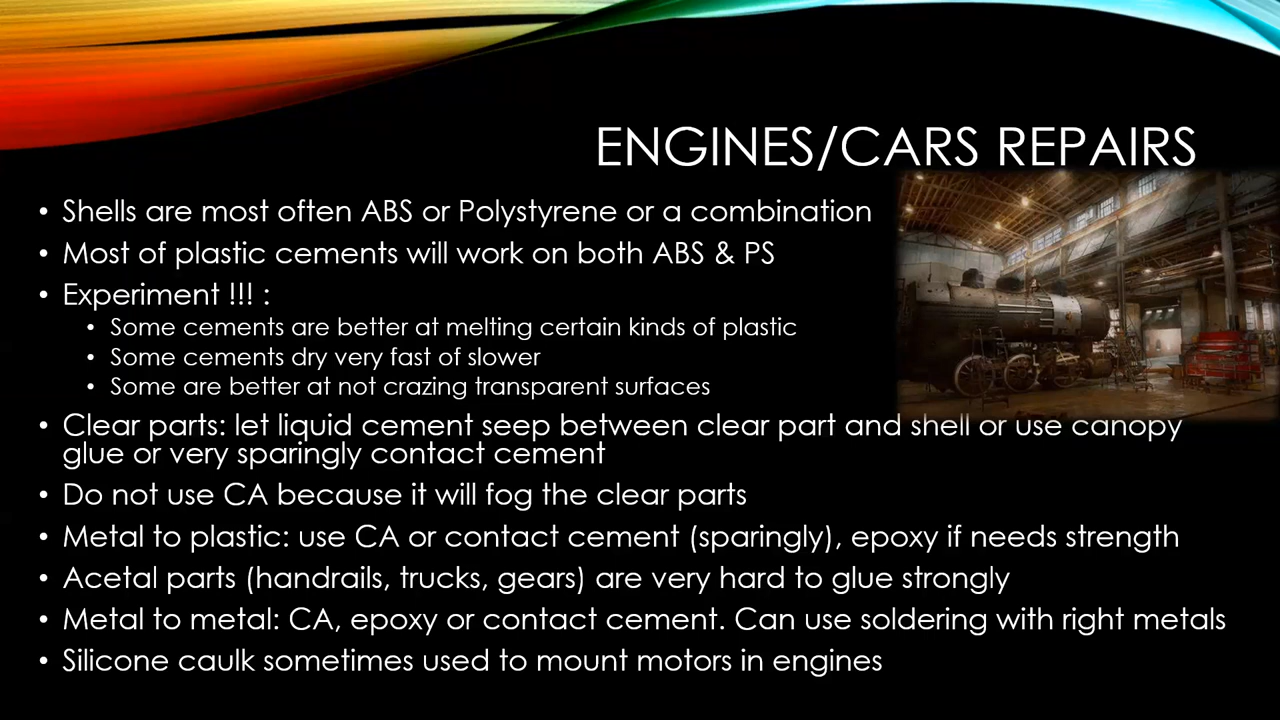 ENGINES/CARS REPAIRS
• Shells are most often ABS or Polystyrene or a combination
• Most of plastic cements will work on both ABS & PS
• Experiment !!! :
• Some cements are better at melting certain kinds of plastic
• Some cements dry very fast of slower
• Some are better at not crazing transparent surfaces
• Clear parts: let liquid cement seep between clear part and shell or use canopy
glue or very sparingly contact cement
• Do not use CA because it will fog the clear parts
• Metal to plastic: use CA or contact cement (sparingly), epoxy if needs strength
• Acetal parts (handrails, trucks, gears) are very hard to glue strongly
• Metal to metal: CA, epoxy or contact cement. Can use soldering with right metals
• Silicone caulk sometimes used to mount motors in engines